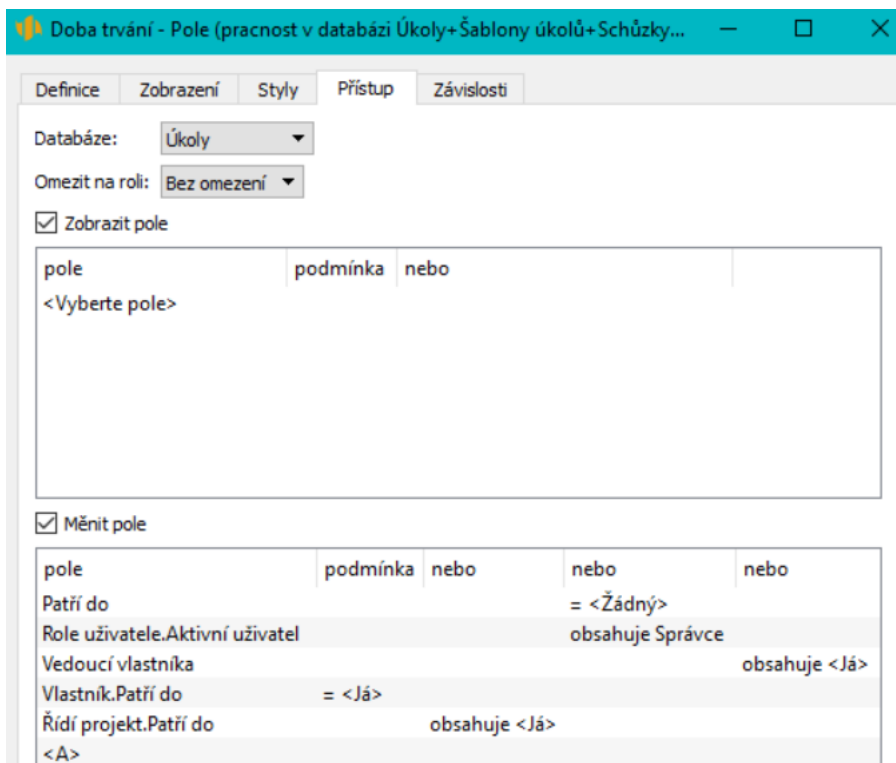 Doba trvání - Pole (pracnost v databázi Úkoly+Šablony úkolů+Schůzky...
Definice Zobrazení Styly Přístup Závislosti
Databáze: Úkoly
Omezit na roli: Bez omezení
Zobrazit pole
pole podmínka nebo
<Vyberte pole>
Měnit pole
pole podmínka nebo nebo nebo
Patří do = <Žádný>
Role uživatele.Aktivní uživatel obsahuje Správce
Vedoucí vlastníka obsahuje <Já>
Vlastník.Patří do = <Já>
Řídí projekt.Patří do obsahuje <Já>
<A>